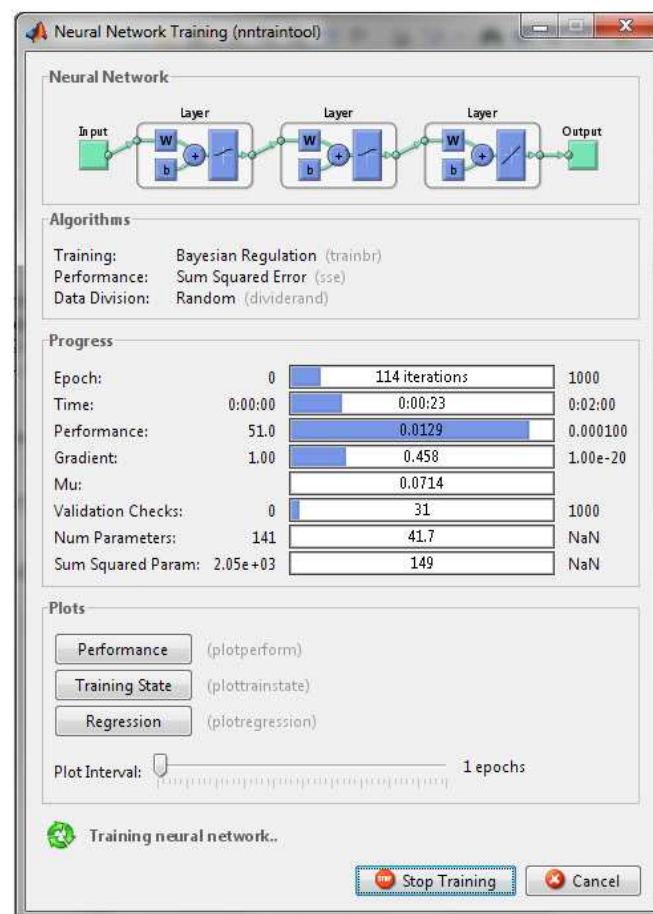 Neural Network Training (nntraintool)
Neural Network
Layer Layer Layer
Input W b + W b + W b + Output
Algorithms
Training: Bayesian Regulation (trainbr)
Performance: Sum Squared Error (sse)
Data Division: Random (dividerand)
Progress
Epoch: 0 114 iterations 1000
Time: 0:00:00 0:00:23 0:02:00
Performance: 51.0 0.0129 0.000100
Gradient: 1.00 0.458 1.00e-20
Mu: 0.0714
Validation Checks: 0 31 1000
Num Parameters: 141 41.7 NaN
Sum Squared Param: 2.05e+03 149 NaN
Plots
Performance (plotperform)
Training State (plottrainstate)
Regression (plotregression)
Plot Interval: 1 epochs
Training neural network..
STOP Stop Training Cancel